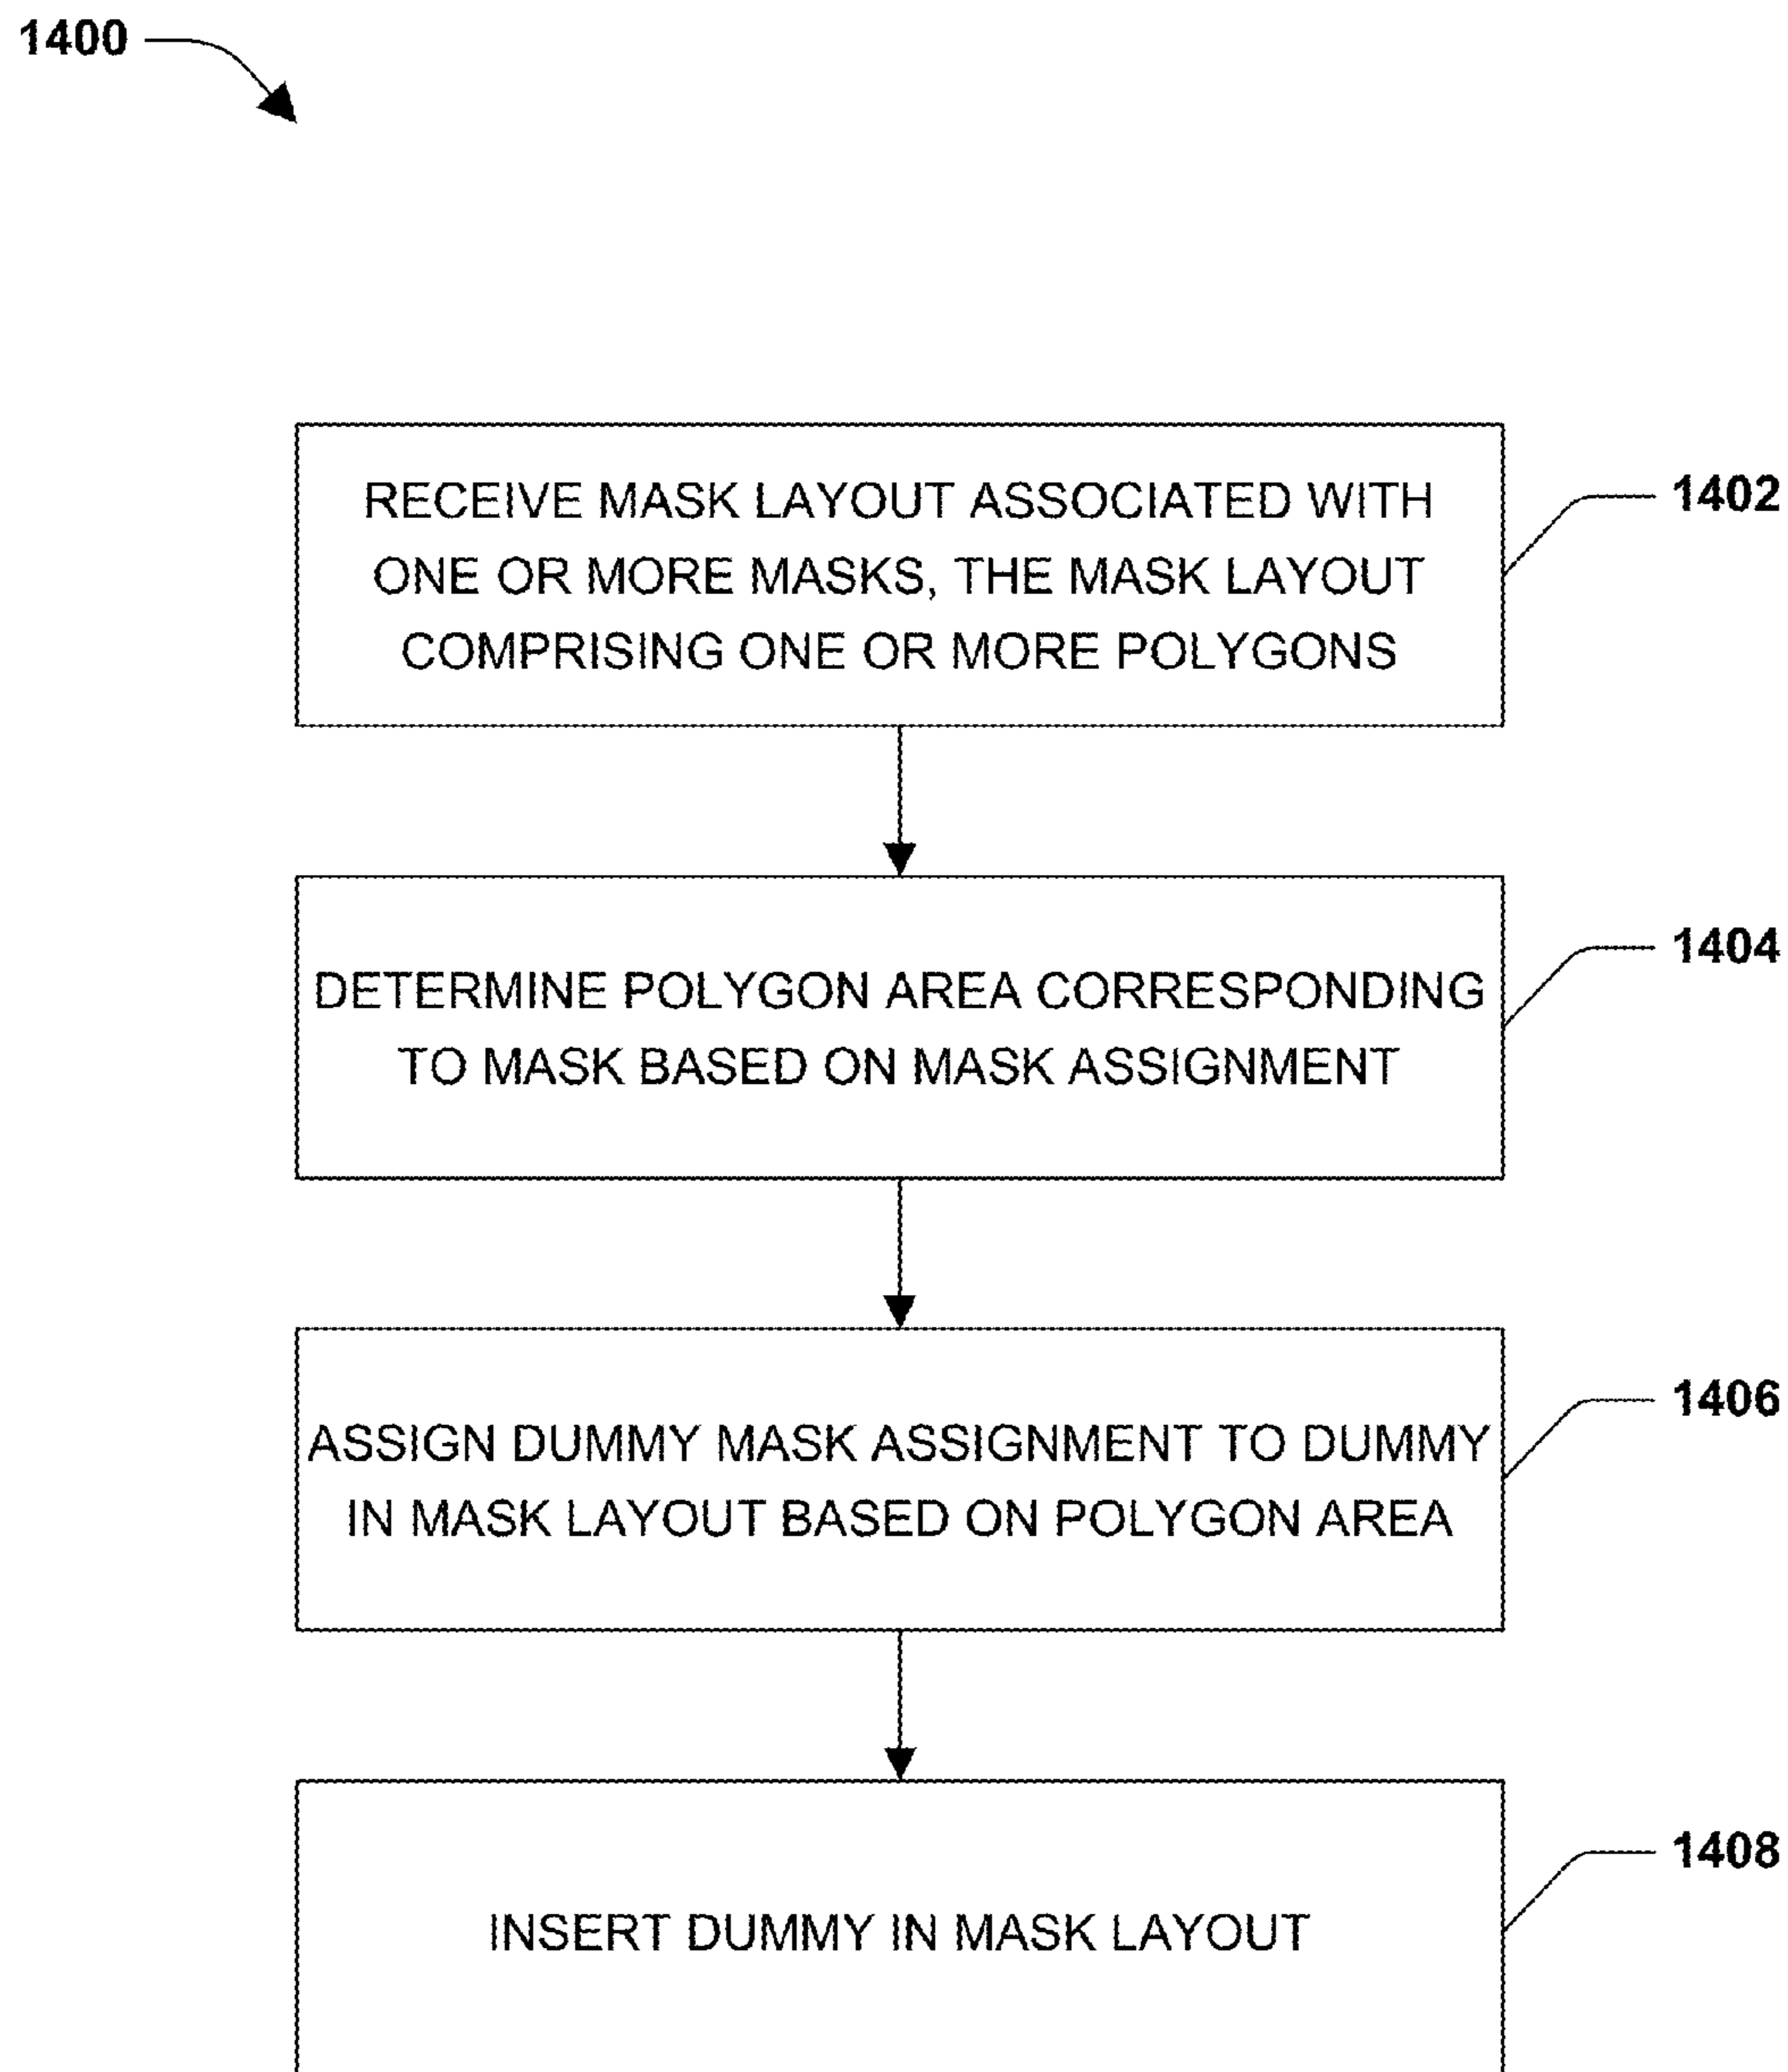 1400
RECEIVE MASK LAYOUT ASSOCIATED WITH
ONE OR MORE MASKS, THE MASK LAYOUT
COMPRISING ONE OR MORE POLYGONS
1402
DETERMINE POLYGON AREA CORRESPONDING
TO MASK BASED ON MASK ASSIGNMENT
1404
ASSIGN DUMMY MASK ASSIGNMENT TO DUMMY
IN MASK LAYOUT BASED ON POLYGON AREA
1406
INSERT DUMMY IN MASK LAYOUT
1408